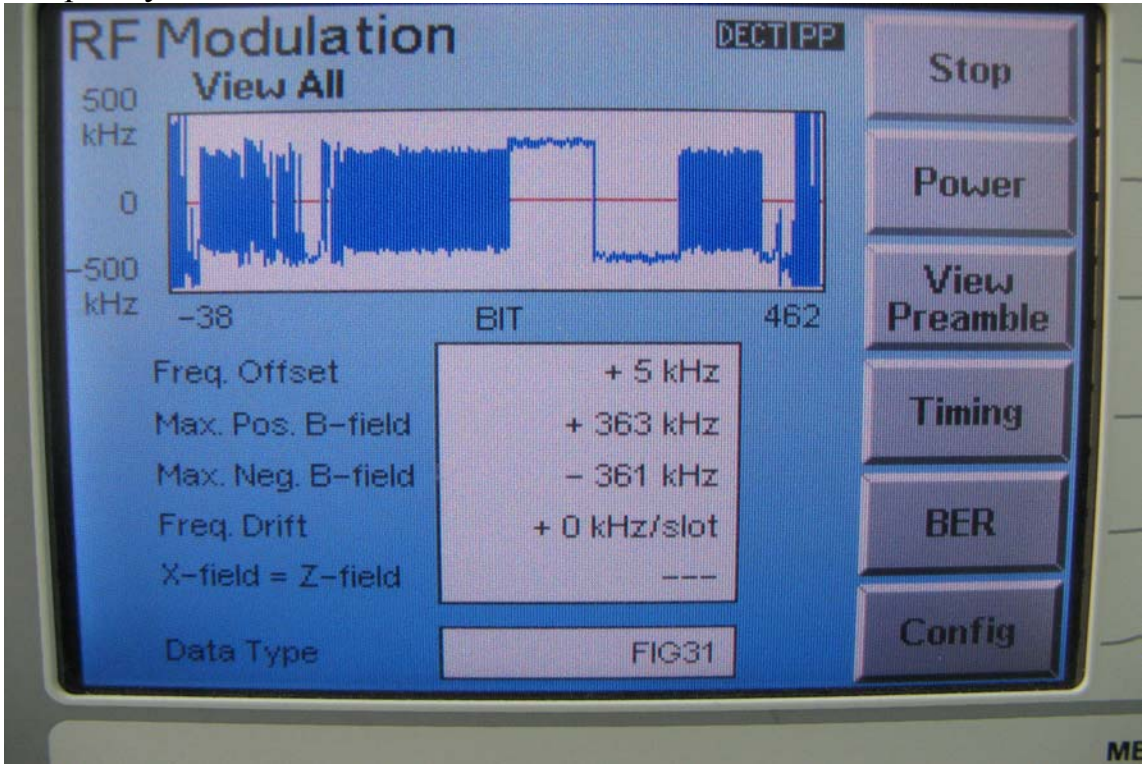 RF Modulation DECT PP
View All
500
kHz
0
-500
kHz
-38 BIT 462
Freq. Offset + 5 kHz
Max. Pos. B-field + 363 kHz
Max. Neg. B-field - 361 kHz
Freq. Drift + 0 kHz/slot
X-field = Z-field ---
Data Type FIG31
Stop
Power
View
Preamble
Timing
BER
Config